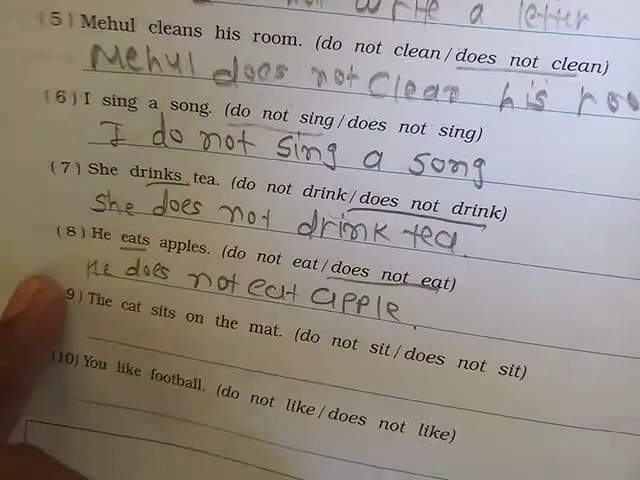 write a letter
(5) Mehul cleans his room. (do not clean/does not clean)
Mehul does not clean his roo
(6) I sing a song. (do not sing/does not sing)
I do not sing a song
(7) She drinks tea. (do not drink/does not drink)
She does not drink tea.
(8) He eats apples. (do not eat/does not eat)
He does not eat apple.
9) The cat sits on the mat. (do not sit/does not sit)
(10) You like football. (do not like/does not like)